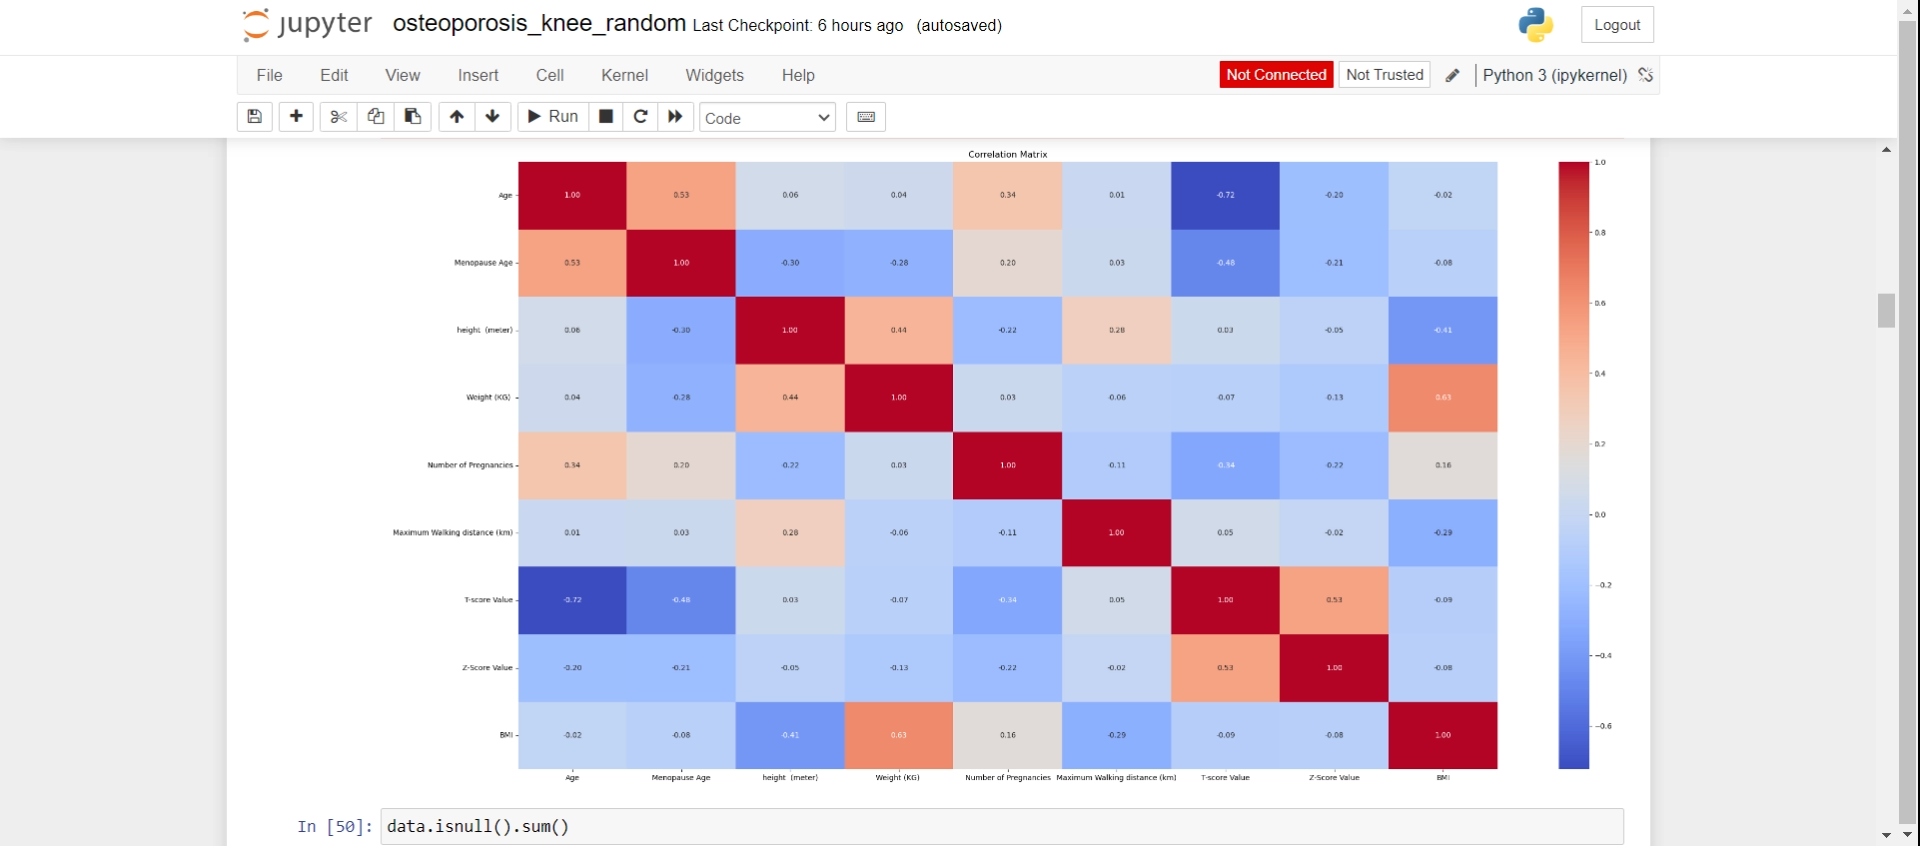 jupyter osteoporosis_knee_random Last Checkpoint: 6 hours ago (autosaved) Logout
File Edit View Insert Cell Kernel Widgets Help Not Connected Not Trusted Python 3 (ipykernel)
Run Code
Correlation Matrix
Age 1.00 0.53 0.06 0.04 0.34 0.01 -0.72 -0.20 -0.02
Menopause Age 0.53 1.00 -0.30 -0.28 0.20 0.03 -0.48 -0.21 -0.08
height (meter) 0.06 -0.30 1.00 0.44 -0.22 0.28 0.03 -0.05 -0.41
Weight (KG) 0.04 -0.28 0.44 1.00 0.03 -0.06 -0.07 -0.13 0.63
Number of Pregnancies 0.34 0.20 -0.22 0.03 1.00 -0.11 -0.34 -0.22 0.16
Maximum Walking distance (km) 0.01 0.03 0.28 -0.06 -0.11 1.00 0.05 -0.02 -0.29
T-score Value -0.72 -0.48 0.03 -0.07 -0.34 0.05 1.00 0.53 -0.09
Z-Score Value -0.20 -0.21 -0.05 -0.13 -0.22 -0.02 0.53 1.00 -0.08
BMI -0.02 -0.08 -0.41 0.63 0.16 -0.29 -0.09 -0.08 1.00
Age Menopause Age height (meter) Weight (KG) Number of Pregnancies Maximum Walking distance (km) T-score Value Z-Score Value BMI
1.0
0.8
0.6
0.4
0.2
0.0
-0.2
-0.4
-0.6
In [50]: data.isnull().sum()